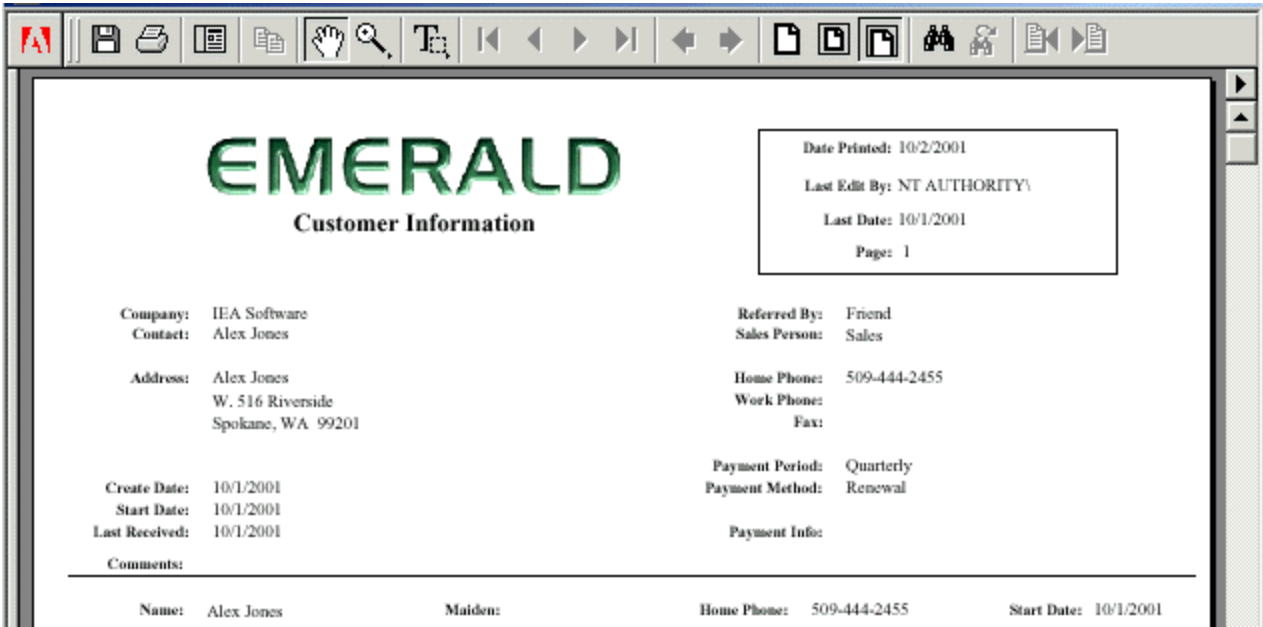 EMERALD
Customer Information
Date Printed: 10/2/2001
Last Edit By: NT AUTHORITY\
Last Date: 10/1/2001
Page: 1
Company: IEA Software
Contact: Alex Jones
Address: Alex Jones
W. 516 Riverside
Spokane, WA 99201
Create Date: 10/1/2001
Start Date: 10/1/2001
Last Received: 10/1/2001
Comments:
Referred By: Friend
Sales Person: Sales
Home Phone: 509-444-2455
Work Phone:
Fax:
Payment Period: Quarterly
Payment Method: Renewal
Payment Info:
Name: Alex Jones Maiden: Home Phone: 509-444-2455 Start Date: 10/1/2001